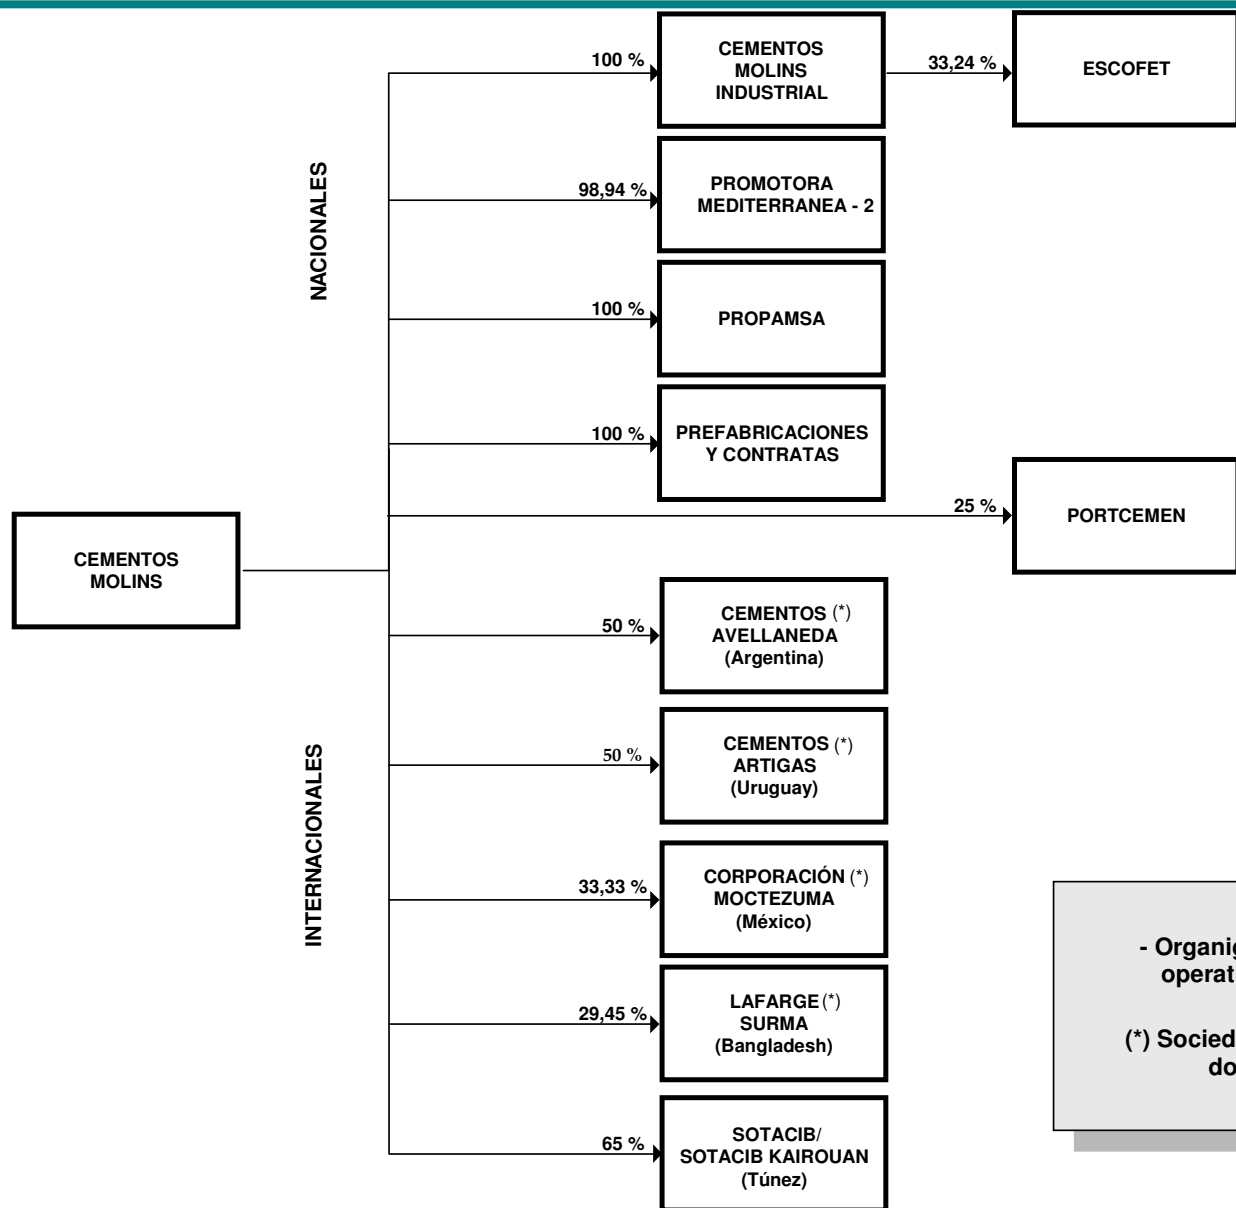 100 %
CEMENTOS
MOLINS
INDUSTRIAL
33,24 %
ESCOFET
NACIONALES
98,94 %
PROMOTORA
MEDITERRANEA - 2
100 %
PROPAMSA
100 %
PREFABRICACIONES
Y CONTRATAS
25 %
PORTCEMEN
CEMENTOS
MOLINS
50 %
CEMENTOS (*)
AVELLANEDA
(Argentina)
INTERNACIONALES
50 %
CEMENTOS (*)
ARTIGAS
(Uruguay)
33,33 %
CORPORACIÓN (*)
MOCTEZUMA
(México)
29,45 %
LAFARGE (*)
SURMA
(Bangladesh)
65 %
SOTACIB/
SOTACIB KAIROUAN
(Túnez)
-
(*)